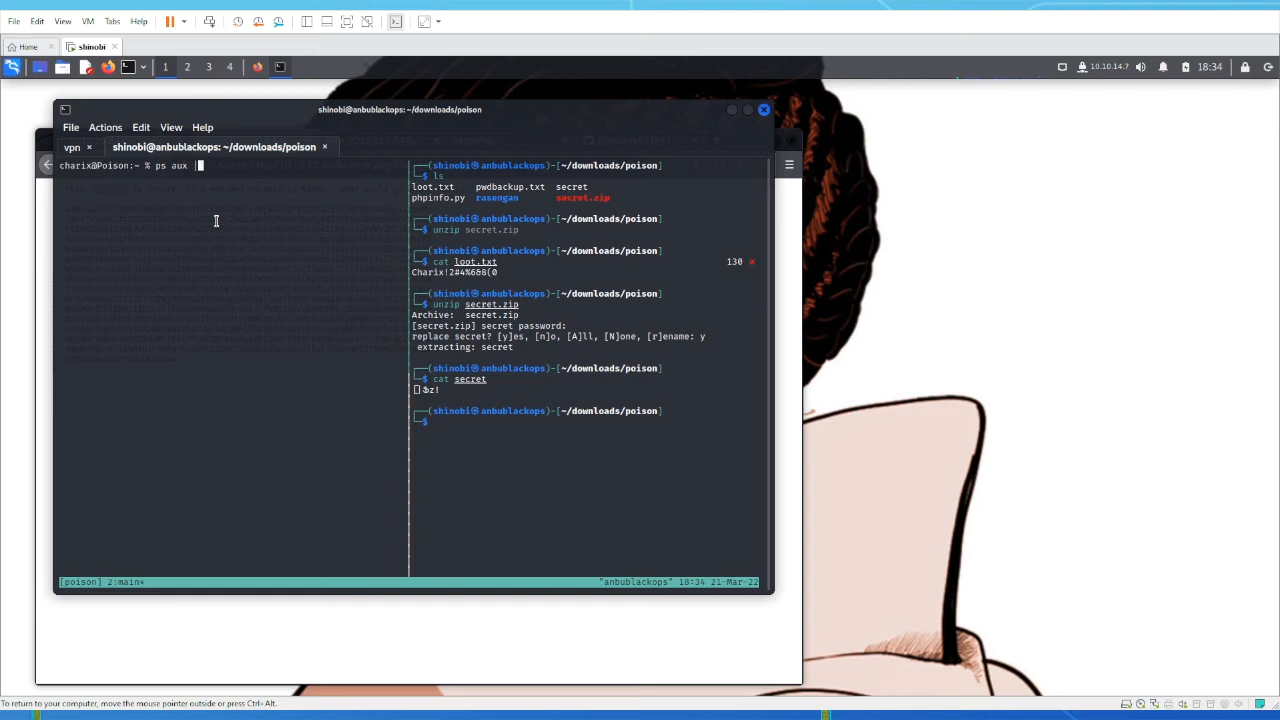 File Edit View VM Tabs Help
Home shinobi
1 2 3 4 10.10.14.7 18:34
shinobi@anbublackops: ~/downloads/poison
File Actions Edit View Help
vpn shinobi@anbublackops: ~/downloads/poison
charix@Poison:~ % ps aux |
┌──(shinobi㉿anbublackops)-[~/downloads/poison]
└─$ ls
loot.txt pwdbackup.txt secret
phpinfo.py rasengan secret.zip
┌──(shinobi㉿anbublackops)-[~/downloads/poison]
└─$ unzip secret.zip
┌──(shinobi㉿anbublackops)-[~/downloads/poison]
└─$ cat loot.txt 130 ⨯
Charix!2#4%6&8(0
┌──(shinobi㉿anbublackops)-[~/downloads/poison]
└─$ unzip secret.zip
Archive: secret.zip
[secret.zip] secret password:
replace secret? [y]es, [n]o, [A]ll, [N]one, [r]ename: y
extracting: secret
┌──(shinobi㉿anbublackops)-[~/downloads/poison]
└─$ cat secret
z!
┌──(shinobi㉿anbublackops)-[~/downloads/poison]
└─$
[poison] 2:main* "anbublackops" 18:34 21-Mar-22
To return to your computer, move the mouse pointer outside or press Ctrl+Alt.